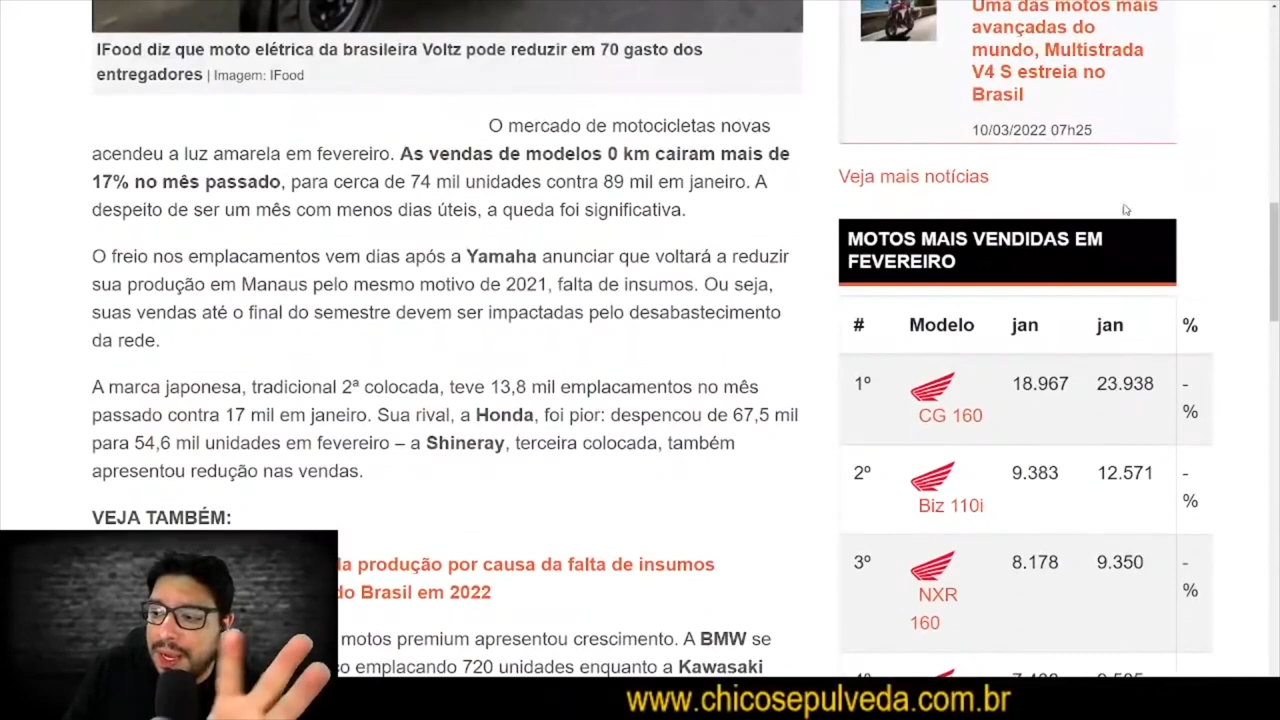 IFood diz que moto elétrica da brasileira Voltz pode reduzir em 70 gasto dos
entregadores | Imagem: IFood
O mercado de motocicletas novas
acendeu a luz amarela em fevereiro. As vendas de modelos 0 km cairam mais de
17% no mês passado, para cerca de 74 mil unidades contra 89 mil em janeiro. A
despeito de ser um mês com menos dias úteis, a queda foi significativa.
O freio nos emplacamentos vem dias após a Yamaha anunciar que voltará a reduzir
sua produção em Manaus pelo mesmo motivo de 2021, falta de insumos. Ou seja,
suas vendas até o final do semestre devem ser impactadas pelo desabastecimento
da rede.
A marca japonesa, tradicional 2ª colocada, teve 13,8 mil emplacamentos no mês
passado contra 17 mil em janeiro. Sua rival, a Honda, foi pior: despencou de 67,5 mil
para 54,6 mil unidades em fevereiro – a Shineray, terceira colocada, também
apresentou redução nas vendas.
VEJA TAMBÉM:
da produção por causa da falta de insumos
do Brasil em 2022
motos premium apresentou crescimento. A BMW se
emplacando 720 unidades enquanto a Kawasaki
Uma das motos mais
avançadas do
mundo, Multistrada
V4 S estreia no
Brasil
10/03/2022 07h25
Veja mais notícias
MOTOS MAIS VENDIDAS EM
FEVEREIRO
# Modelo jan jan %
1º 18.967 23.938 -
CG 160 %
2º 9.383 12.571 -
Biz 110i %
3º 8.178 9.350 -
NXR %
160
www.chicosepulveda.com.br